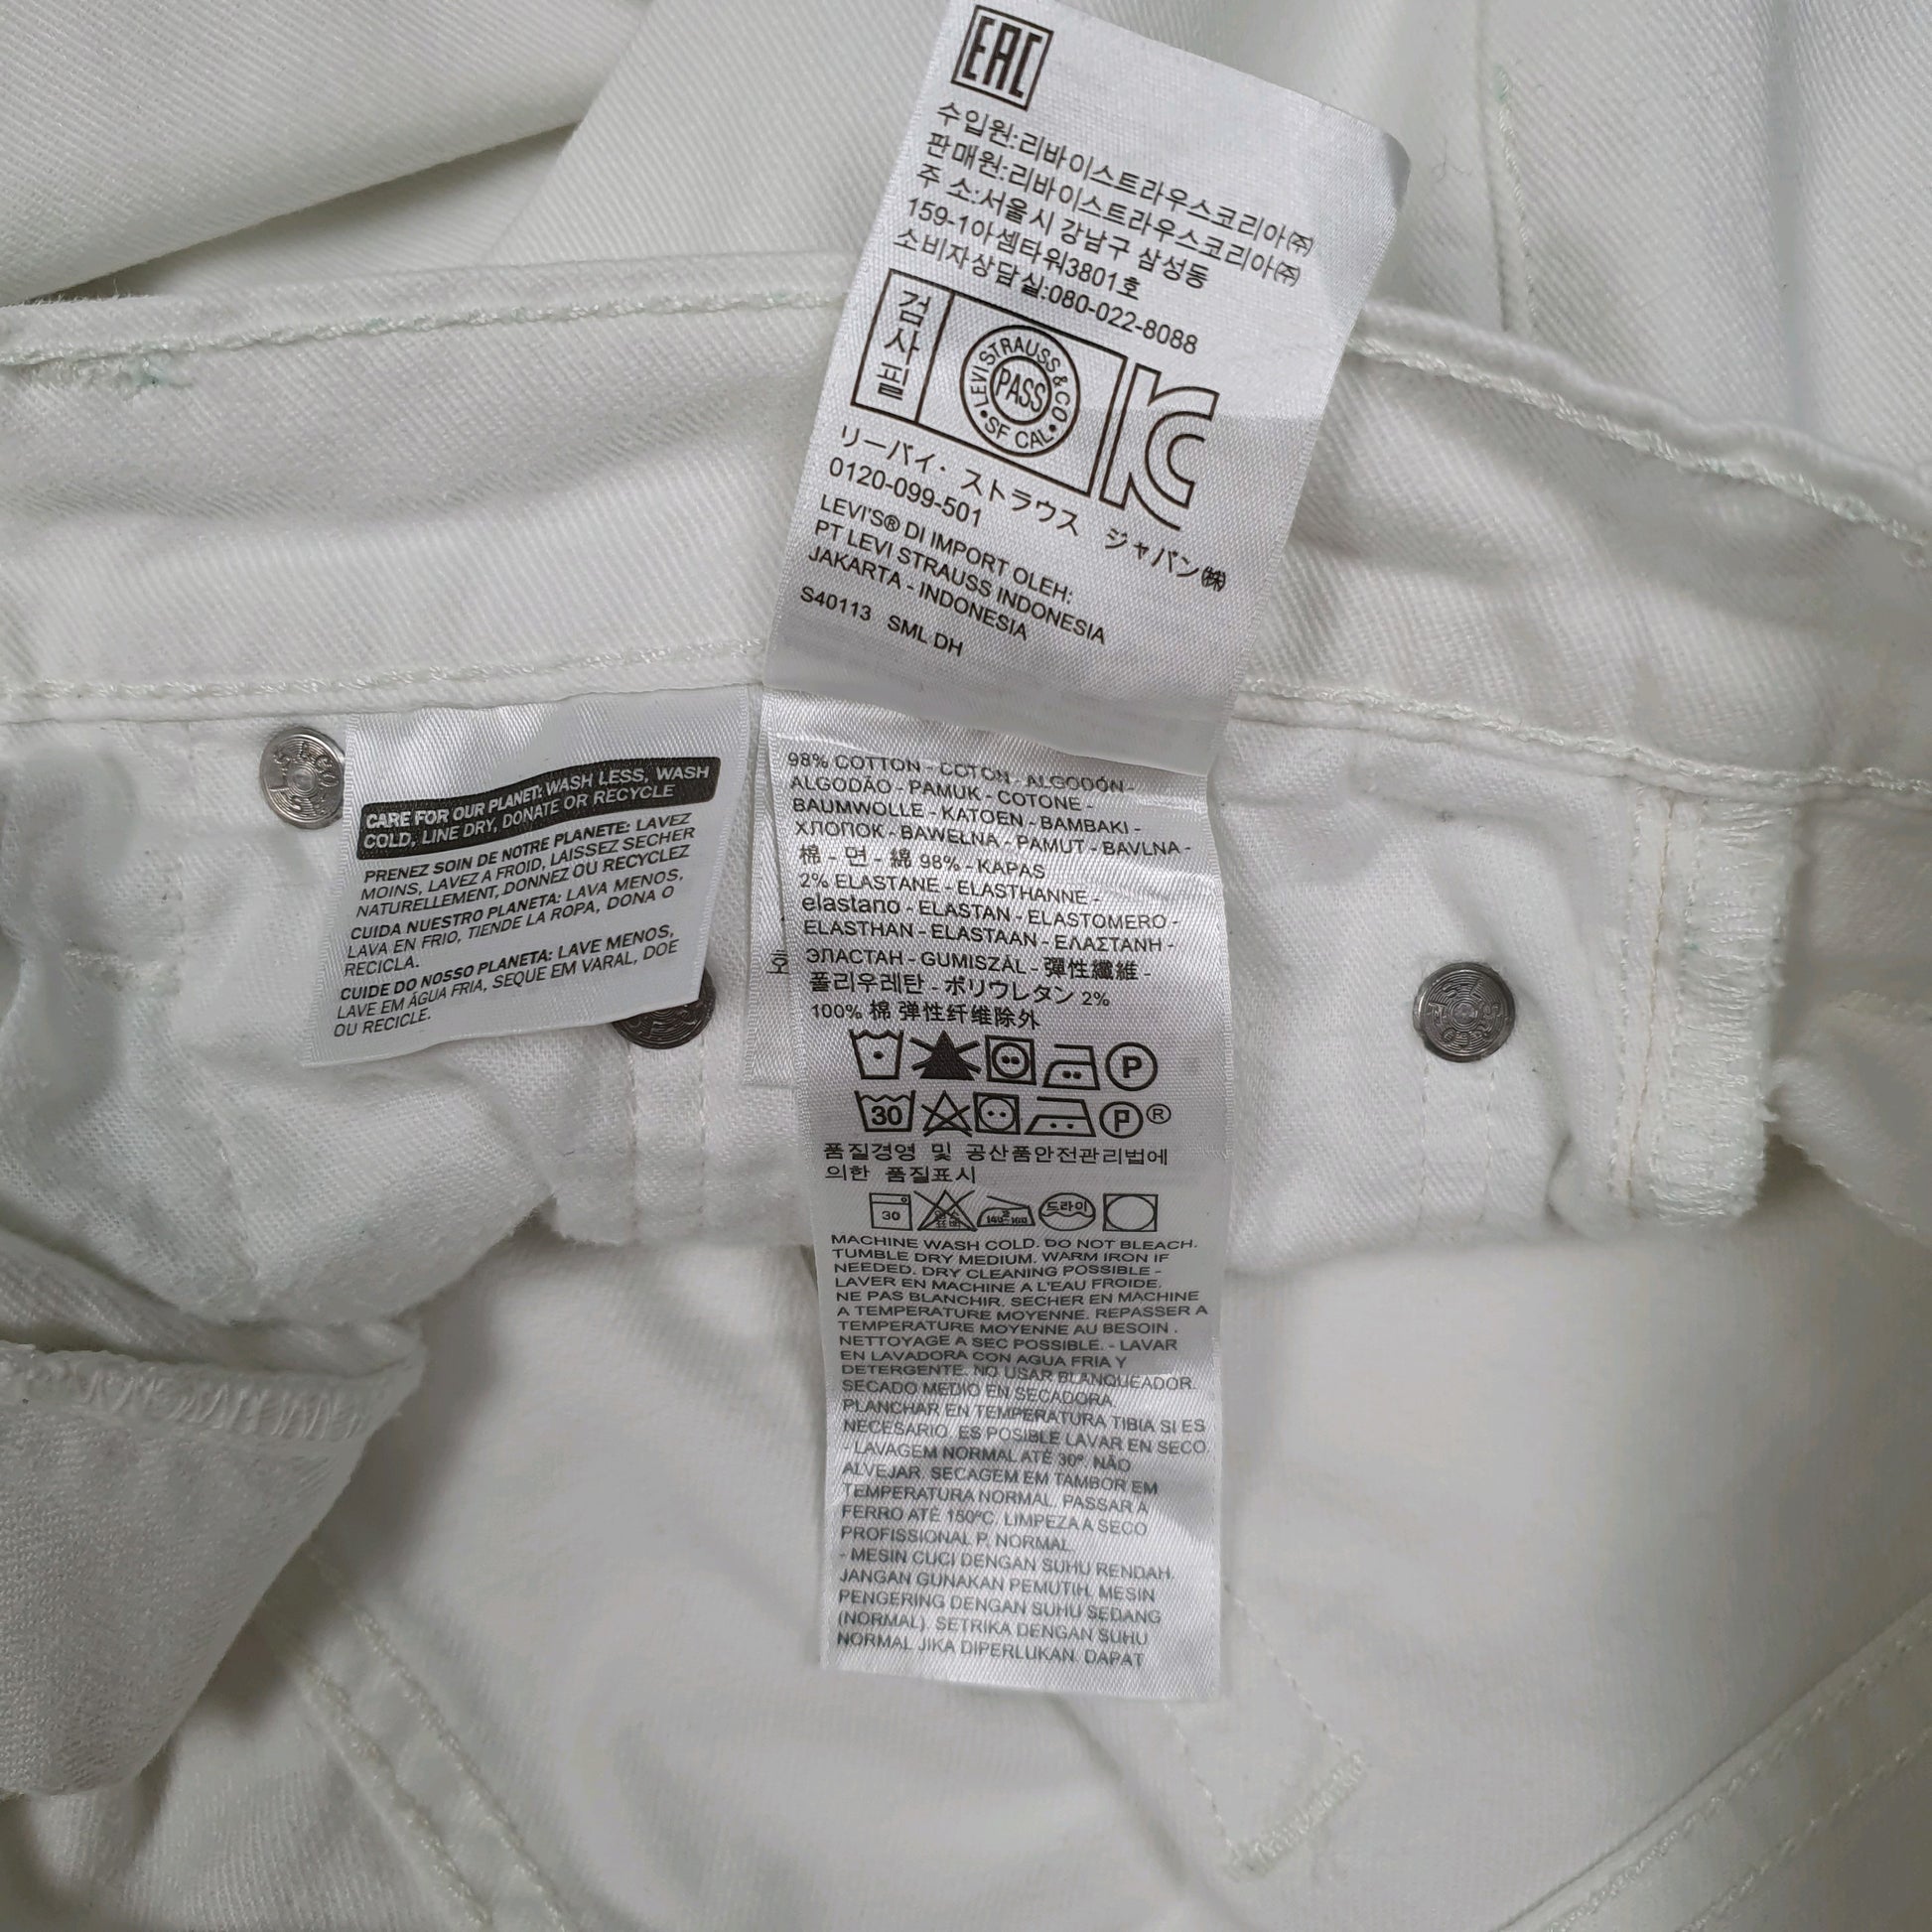 EAC
수입원:리바이스트라우스코리아㈜
판매원:리바이스트라우스코리아㈜
주 소:서울시 강남구 삼성동
159-1아셈타워3801호
소비자상담실:080-022-8088
검사필
LEVI STRAUSS & CO
PASS
SF CAL
リーバイ・ストラウス ジャパン㈱
0120-099-501
LEVI'S® DI IMPORT OLEH:
PT LEVI STRAUSS INDONESIA
JAKARTA - INDONESIA
S40113 SML DH
CARE FOR OUR PLANET: WASH LESS, WASH
COLD, LINE DRY, DONATE OR RECYCLE
PRENEZ SOIN DE NOTRE PLANETE: LAVEZ
MOINS, LAVEZ A FROID, LAISSEZ SECHER
NATURELLEMENT, DONNEZ OU RECYCLEZ
CUIDA NUESTRO PLANETA: LAVA MENOS,
LAVA EN FRIO, TIENDE LA ROPA, DONA O
RECICLA.
CUIDE DO NOSSO PLANETA: LAVE MENOS,
LAVE EM ÁGUA FRIA, SEQUE EM VARAL, DOE
OU RECICLE.
호
98% COTTON - COTON - ALGODÓN -
ALGODÃO - PAMUK - COTONE -
BAUMWOLLE - KATOEN - BAMBAKI -
ХЛОПОК - BAWEŁNA - PAMUT - BAVLNA -
棉 - 면 - 綿 98% - KAPAS
2% ELASTANE - ELASTHANNE -
elastano - ELASTAN - ELASTOMERO -
ELASTHAN - ELASTAAN - ΕΛΑΣΤΑΝΗ -
ЭЛАСТАН - GUMISZÁL - 彈性纖維 -
폴리우레탄 - ポリウレタン 2%
100% 棉 弹性纤维除外
P
30 P ®
품질경영 및 공산품안전관리법에
의한 품질표시
30 염소표백 2 140~160 드라이
MACHINE WASH COLD. DO NOT BLEACH.
TUMBLE DRY MEDIUM. WARM IRON IF
NEEDED. DRY CLEANING POSSIBLE -
LAVER EN MACHINE A L'EAU FROIDE.
NE PAS BLANCHIR. SECHER EN MACHINE
A TEMPERATURE MOYENNE. REPASSER A
TEMPERATURE MOYENNE AU BESOIN .
NETTOYAGE A SEC POSSIBLE. - LAVAR
EN LAVADORA CON AGUA FRIA Y
DETERGENTE. NO USAR BLANQUEADOR.
SECADO MEDIO EN SECADORA.
PLANCHAR EN TEMPERATURA TIBIA SI ES
NECESARIO. ES POSIBLE LAVAR EN SECO.
- LAVAGEM NORMAL ATÉ 30º. NÃO
ALVEJAR. SECAGEM EM TAMBOR EM
TEMPERATURA NORMAL. PASSAR A
FERRO ATÉ 150ºC. LIMPEZA A SECO
PROFISSIONAL P, NORMAL.
- MESIN CUCI DENGAN SUHU RENDAH.
JANGAN GUNAKAN PEMUTIH. MESIN
PENGERING DENGAN SUHU SEDANG
(NORMAL). SETRIKA DENGAN SUHU
NORMAL JIKA DIPERLUKAN. DAPAT